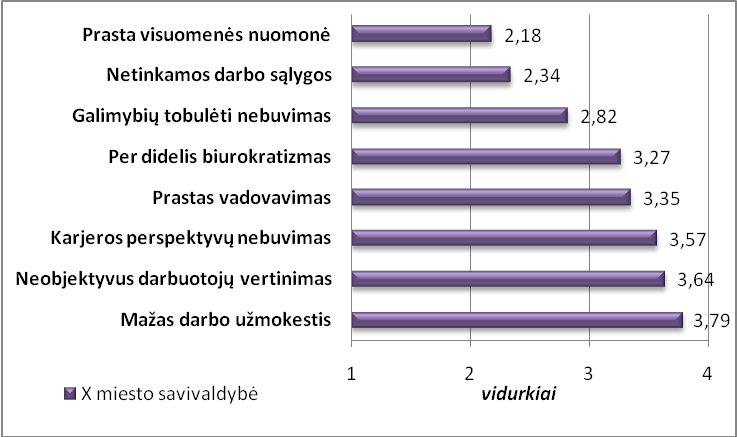 Prasta visuomenės nuomonė 2,18
Netinkamos darbo sąlygos 2,34
Galimybių tobulėti nebuvimas 2,82
Per didelis biurokratizmas 3,27
Prastas vadovavimas 3,35
Karjeros perspektyvų nebuvimas 3,57
Neobjektyvus darbuotojų vertinimas 3,64
Mažas darbo užmokestis 3,79
1 2 3 4
X miesto savivaldybė vidurkiai